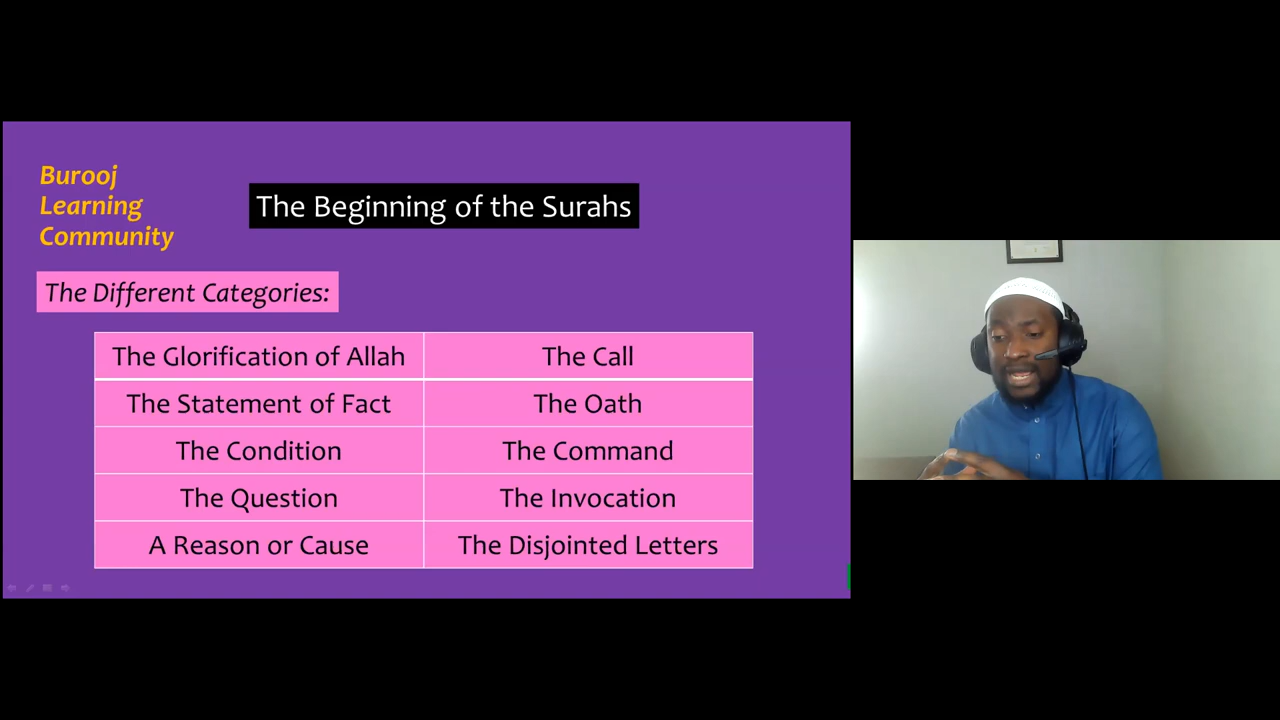 Burooj
Learning
Community
The Beginning of the Surahs
The Different Categories:
The Glorification of Allah
The Call
The Statement of Fact
The Oath
The Condition
The Command
The Question
The Invocation
A Reason or Cause
The Disjointed Letters